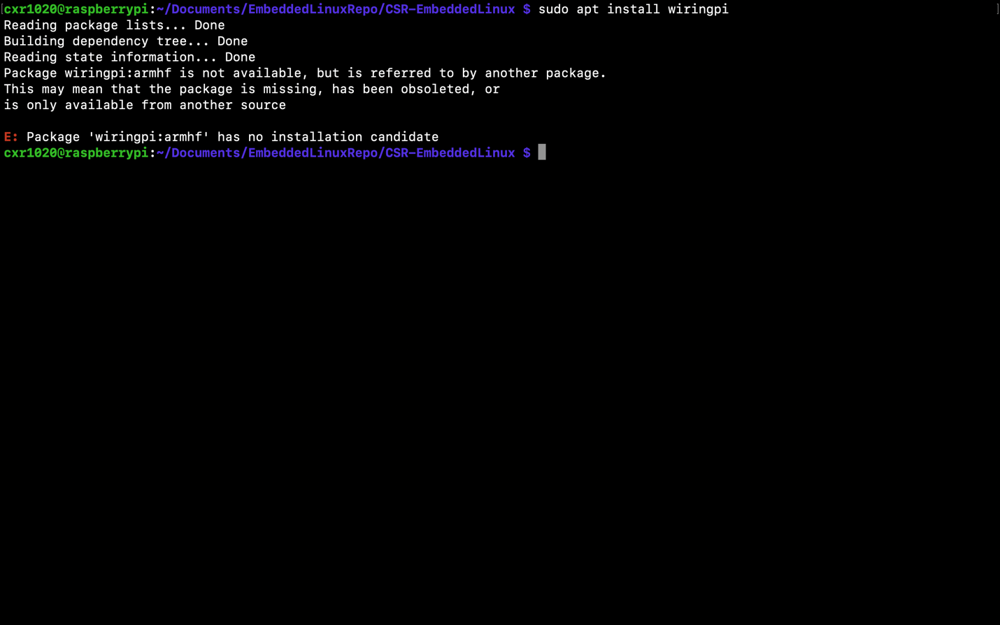 [cxr1020@raspberrypi:~/Documents/EmbeddedLinuxRepo/CSR-EmbeddedLinux $ sudo apt install wiringpi ]
Reading package lists... Done
Building dependency tree... Done
Reading state information... Done
Package wiringpi:armhf is not available, but is referred to by another package.
This may mean that the package is missing, has been obsoleted, or
is only available from another source

E: Package 'wiringpi:armhf' has no installation candidate
cxr1020@raspberrypi:~/Documents/EmbeddedLinuxRepo/CSR-EmbeddedLinux $